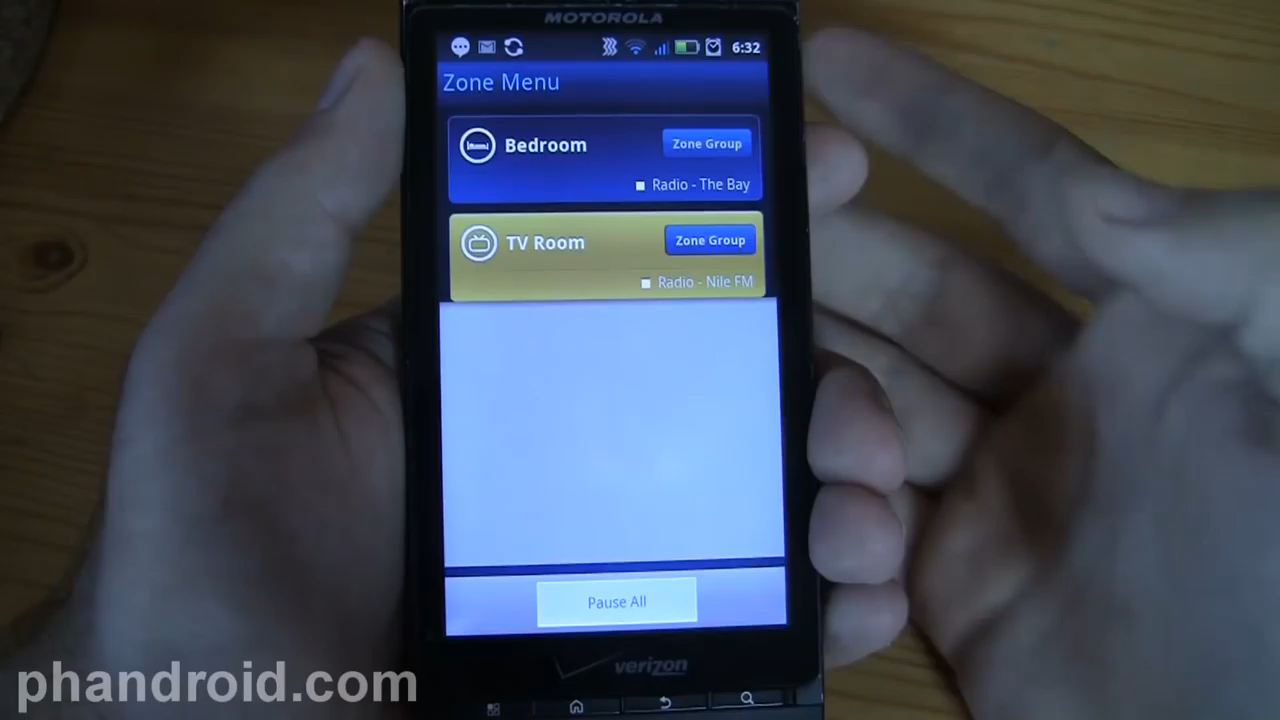 MOTOROLA
6:32
Zone Menu
Bedroom
Zone Group
Radio - The Bay
TV Room
Zone Group
Radio - Nile FM
Pause All
verizon
phandroid.com